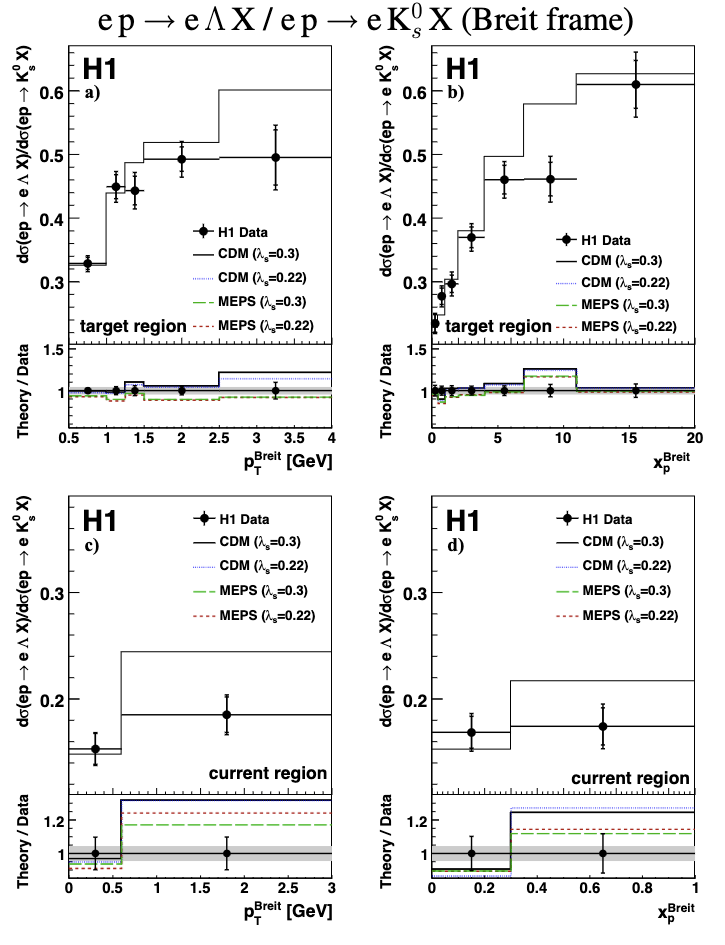 e p → e Λ X / e p → e K⁰ₛ X (Breit frame)
H1
a)
dσ(ep → e Λ X)/dσ(ep → e K⁰ₛ X)
0.6
0.5
0.4
0.3
H1 Data
CDM (λₛ=0.3)
CDM (λₛ=0.22)
MEPS (λₛ=0.3)
MEPS (λₛ=0.22)
target region
Theory / Data
1.5
1
0.5 1 1.5 2 2.5 3 3.5 4
p_T^Breit [GeV]
H1
b)
dσ(ep → e Λ X)/dσ(ep → e K⁰ₛ X)
0.6
0.5
0.4
0.3
H1 Data
CDM (λₛ=0.3)
CDM (λₛ=0.22)
MEPS (λₛ=0.3)
MEPS (λₛ=0.22)
target region
Theory / Data
1.5
1
0 5 10 15 20
x_p^Breit
H1
c)
dσ(ep → e Λ X)/dσ(ep → e K⁰ₛ X)
0.3
0.2
H1 Data
CDM (λₛ=0.3)
CDM (λₛ=0.22)
MEPS (λₛ=0.3)
MEPS (λₛ=0.22)
current region
Theory / Data
1.2
1
0 0.5 1 1.5 2 2.5 3
p_T^Breit [GeV]
H1
d)
dσ(ep → e Λ X)/dσ(ep → e K⁰ₛ X)
0.3
0.2
H1 Data
CDM (λₛ=0.3)
CDM (λₛ=0.22)
MEPS (λₛ=0.3)
MEPS (λₛ=0.22)
current region
Theory / Data
1.2
1
0 0.2 0.4 0.6 0.8 1
x_p^Breit